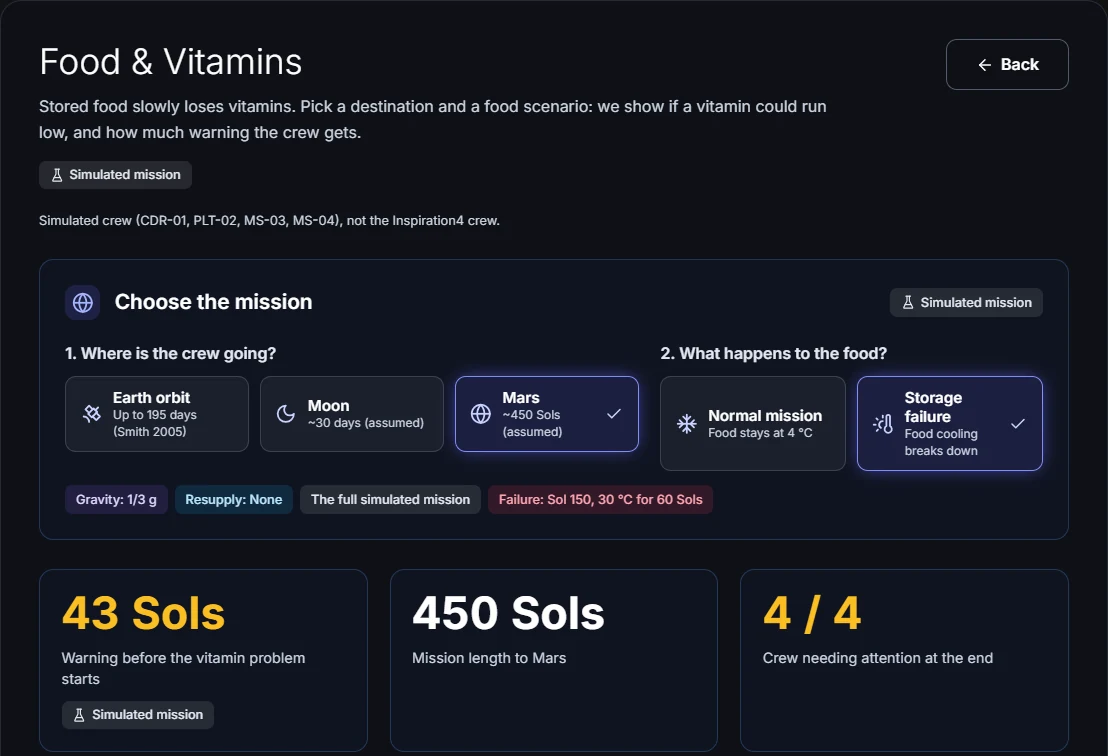 Food & Vitamins
← Back
Stored food slowly loses vitamins. Pick a destination and a food scenario: we show if a vitamin could run
low, and how much warning the crew gets.
Simulated mission
Simulated crew (CDR-01, PLT-02, MS-03, MS-04), not the Inspiration4 crew.
Choose the mission
Simulated mission
1. Where is the crew going?
Earth orbit
Up to 195 days
(Smith 2005)
Moon
~30 days (assumed)
Mars
~450 Sols
(assumed)
2. What happens to the food?
Normal mission
Food stays at 4 °C
Storage
failure
Food cooling
breaks down
Gravity: 1/3 g
Resupply: None
The full simulated mission
Failure: Sol 150, 30 °C for 60 Sols
43 Sols
Warning before the vitamin problem
starts
Simulated mission
450 Sols
Mission length to Mars
4 / 4
Crew needing attention at the end